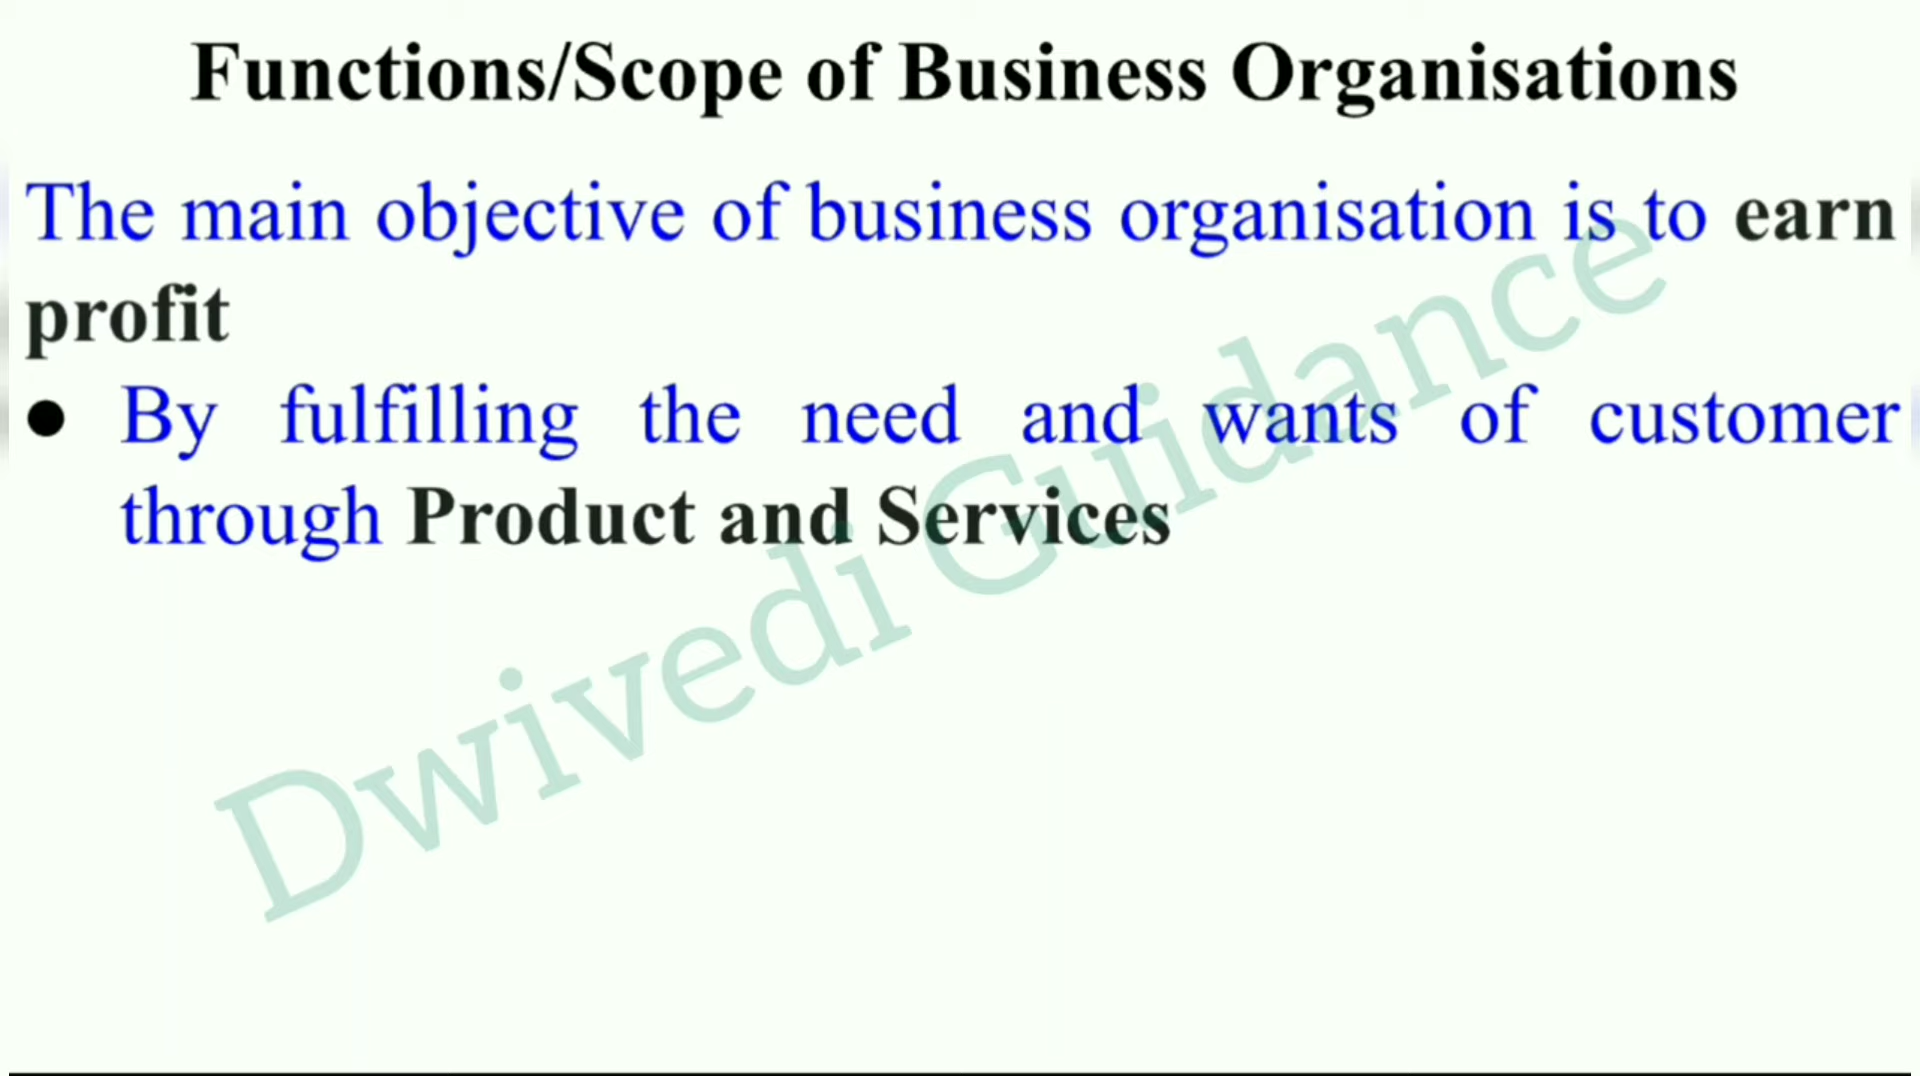 Functions/Scope of Business Organisations
The main objective of business organisation is to earn
profit
● By fulfilling the need and wants of customer
through Product and Services
Dwivedi Guidance